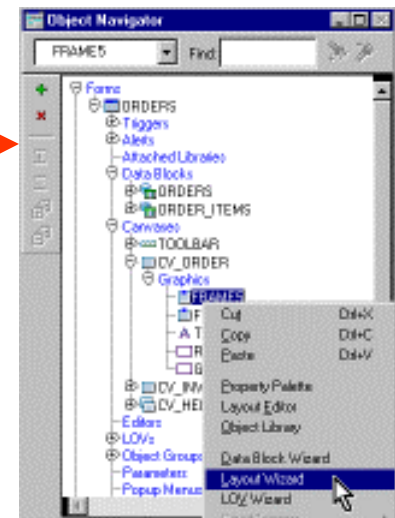 Object Navigator
FRAME5 Find:
Forms
ORDERS
Triggers
Alerts
Attached Libraries
Data Blocks
ORDERS
ORDER_ITEMS
Canvases
TOOLBAR
CV_ORDER
Graphics
FRAME5
F
Cut Ctrl+X
A T
Copy Ctrl+C
R
Paste Ctrl+V
CV_INV
Property Palette
CV_HEL
Layout Editor
Editors
Object Library
LOVs
Object Groups
Data Block Wizard
Parameters
Layout Wizard
Popup Menus
LOV Wizard